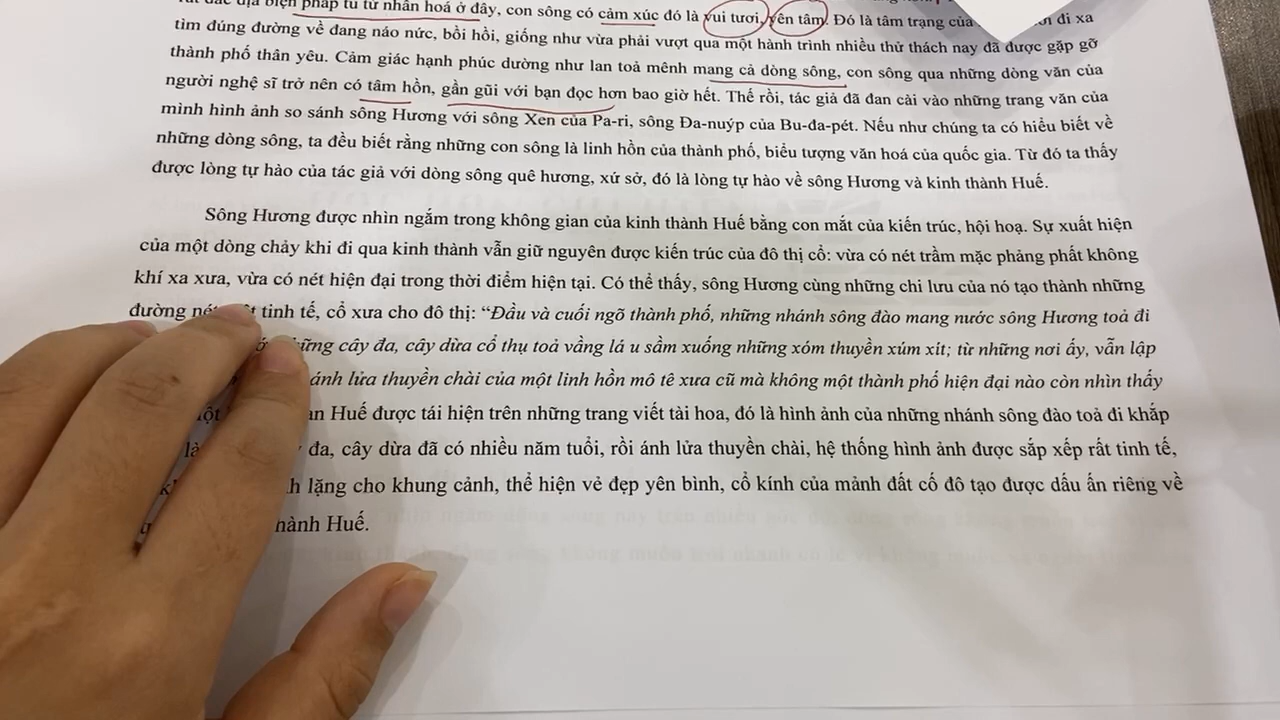 pháp tu từ nhân hoá ở đây, con sông có cảm xúc đó là vui tươi, yên tâm. Đó là tâm trạng của đi xa
tìm đúng đường về đang náo nức, bồi hồi, giống như vừa phải vượt qua một hành trình nhiều thử thách nay đã được gặp gỡ
thành phố thân yêu. Cảm giác hạnh phúc dường như lan toả mênh mang cả dòng sông, con sông qua những dòng văn của
người nghệ sĩ trở nên có tâm hồn, gần gũi với bạn đọc hơn bao giờ hết. Thế rồi, tác giả đã đan cài vào những trang văn của
mình hình ảnh so sánh sông Hương với sông Xen của Pa-ri, sông Đa-nuýp của Bu-đa-pét. Nếu như chúng ta có hiểu biết về
những dòng sông, ta đều biết rằng những con sông là linh hồn của thành phố, biểu tượng văn hoá của quốc gia. Từ đó ta thấy
được lòng tự hào của tác giả với dòng sông quê hương, xứ sở, đó là lòng tự hào về sông Hương và kinh thành Huế.
Sông Hương được nhìn ngắm trong không gian của kinh thành Huế bằng con mắt của kiến trúc, hội hoạ. Sự xuất hiện
của một dòng chảy khi đi qua kinh thành vẫn giữ nguyên được kiến trúc của đô thị cổ: vừa có nét trầm mặc phảng phất không
khí xa xưa, vừa có nét hiện đại trong thời điểm hiện tại. Có thể thấy, sông Hương cùng những chi lưu của nó tạo thành những
đường tinh tế, cổ xưa cho đô thị: “Đầu và cuối ngõ thành phố, những nhánh sông đào mang nước sông Hương toả đi
những cây đa, cây dừa cổ thụ toả vầng lá u sầm xuống những xóm thuyền xúm xít; từ những nơi ấy, vẫn lập
ánh lửa thuyền chài của một linh hồn mô tê xưa cũ mà không một thành phố hiện đại nào còn nhìn thấy
Huế được tái hiện trên những trang viết tài hoa, đó là hình ảnh của những nhánh sông đào toả đi khắp
đa, cây dừa đã có nhiều năm tuổi, rồi ánh lửa thuyền chài, hệ thống hình ảnh được sắp xếp rất tinh tế,
lặng cho khung cảnh, thể hiện vẻ đẹp yên bình, cổ kính của mảnh đất cố đô tạo được dấu ấn riêng về
thành Huế.